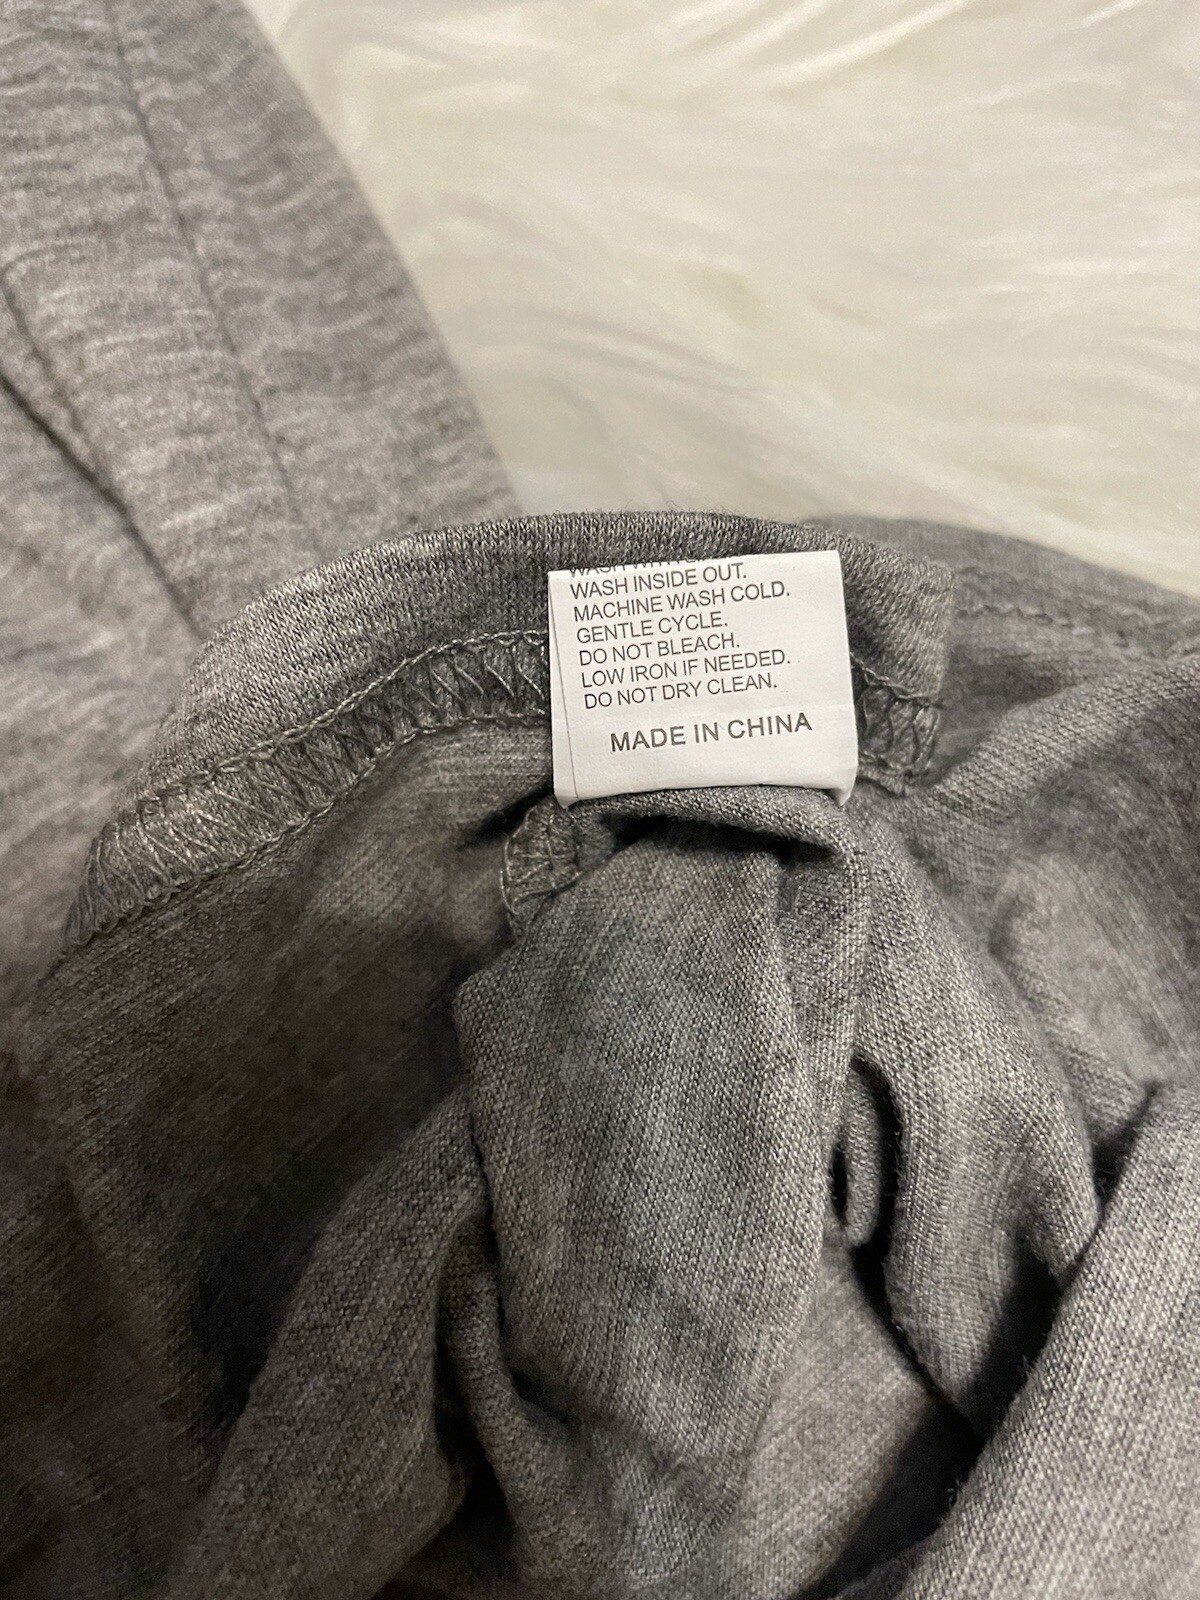 WASH
WASH INSIDE OUT.
MACHINE WASH COLD.
GENTLE CYCLE.
DO NOT BLEACH.
LOW IRON IF NEEDED.
DO NOT DRY CLEAN.
MADE IN CHINA